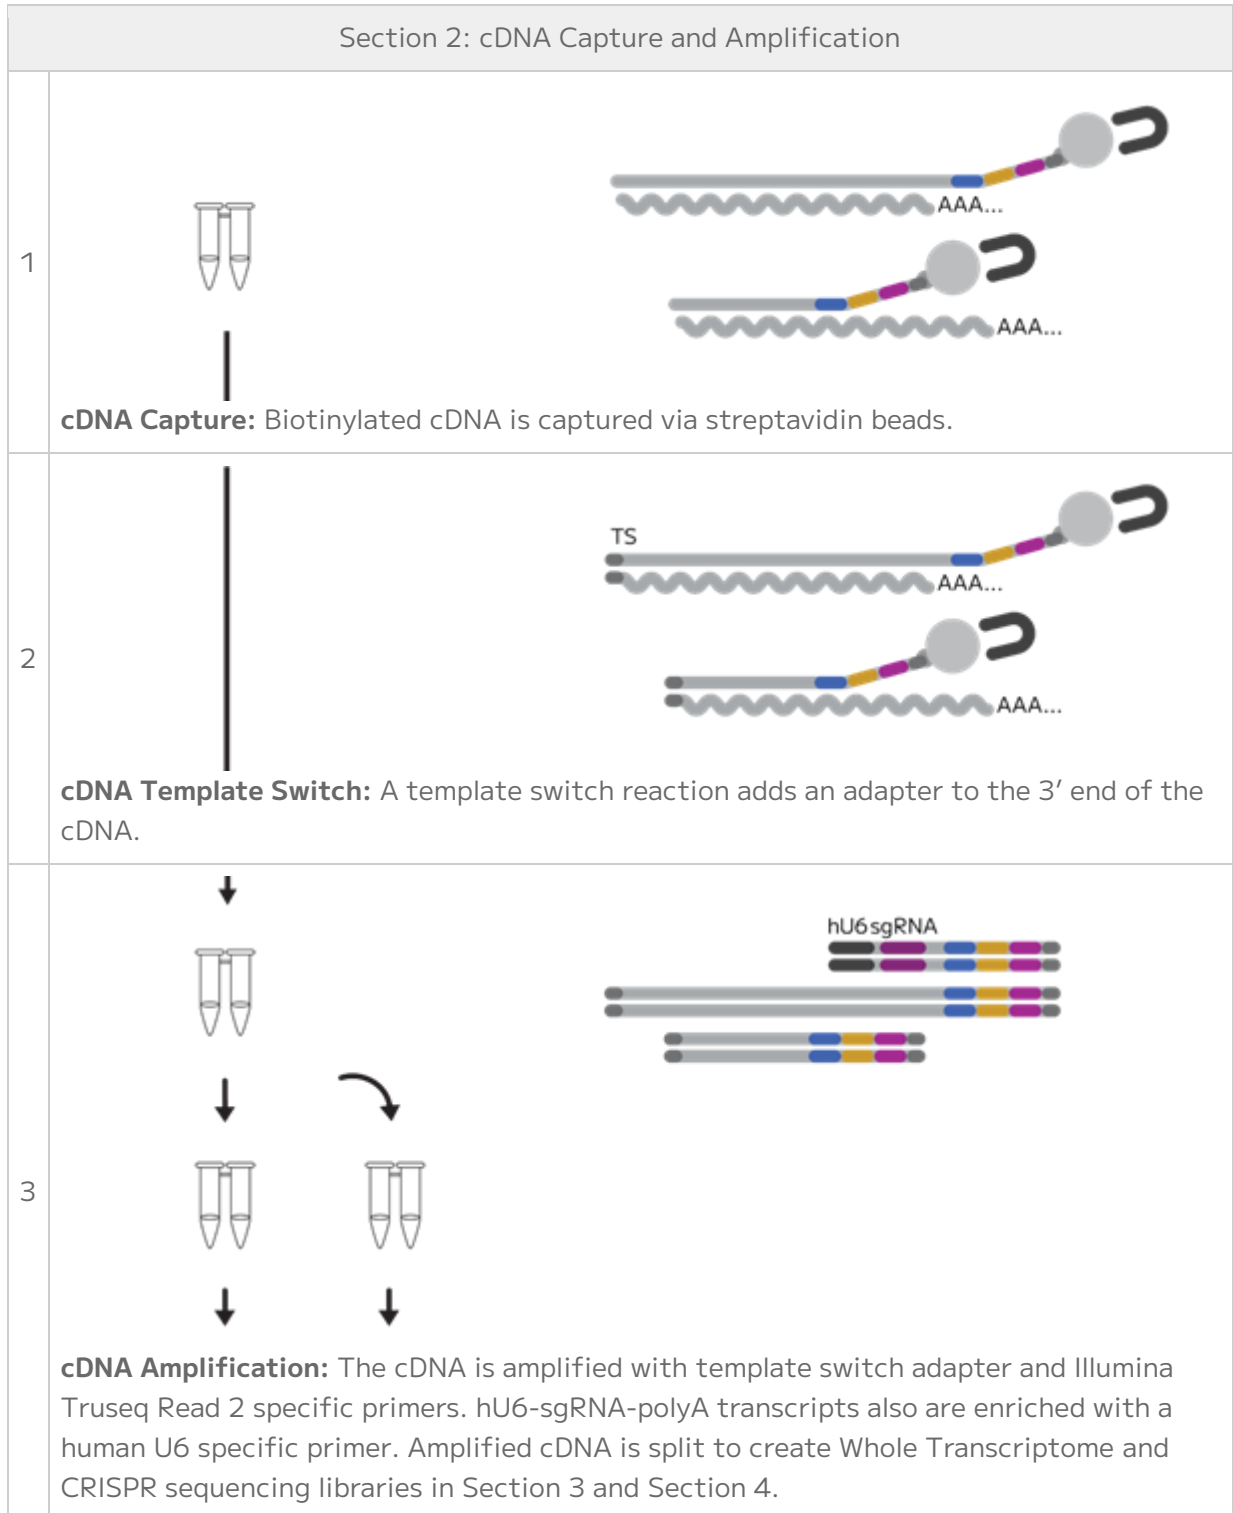 Section 2: cDNA Capture and Amplification
1
AAA...
AAA...
cDNA Capture: Biotinylated cDNA is captured via streptavidin beads.
2
TS
AAA...
AAA...
cDNA Template Switch: A template switch reaction adds an adapter to the 3′ end of the
cDNA.
3
hU6 sgRNA
cDNA Amplification: The cDNA is amplified with template switch adapter and Illumina
Truseq Read 2 specific primers. hU6-sgRNA-polyA transcripts also are enriched with a
human U6 specific primer. Amplified cDNA is split to create Whole Transcriptome and
CRISPR sequencing libraries in Section 3 and Section 4.